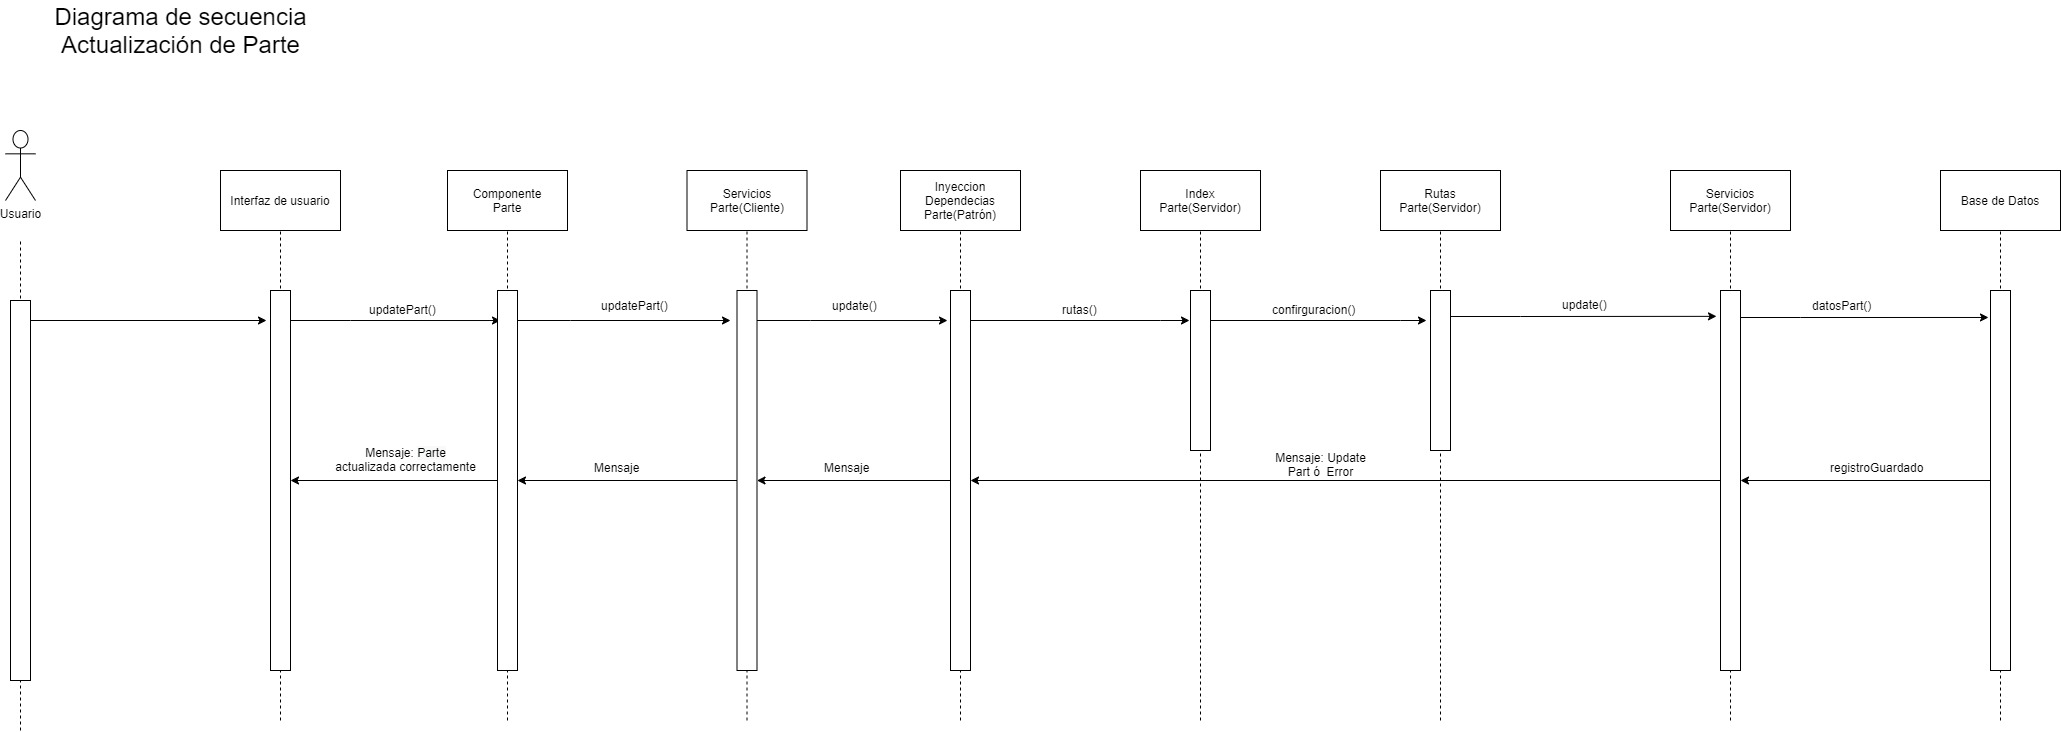 Diagrama de secuencia
Actualización de Parte
Usuario
Interfaz de usuario
Componente
Parte
Servicios
Parte(Cliente)
Inyeccion
Dependecias
Parte(Patrón)
Index
Parte(Servidor)
Rutas
Parte(Servidor)
Servicios
Parte(Servidor)
Base de Datos
updatePart()
updatePart()
update()
rutas()
confirguracion()
update()
datosPart()
Mensaje: Parte
actualizada correctamente
Mensaje
Mensaje
Mensaje: Update
Part ó Error
registroGuardado